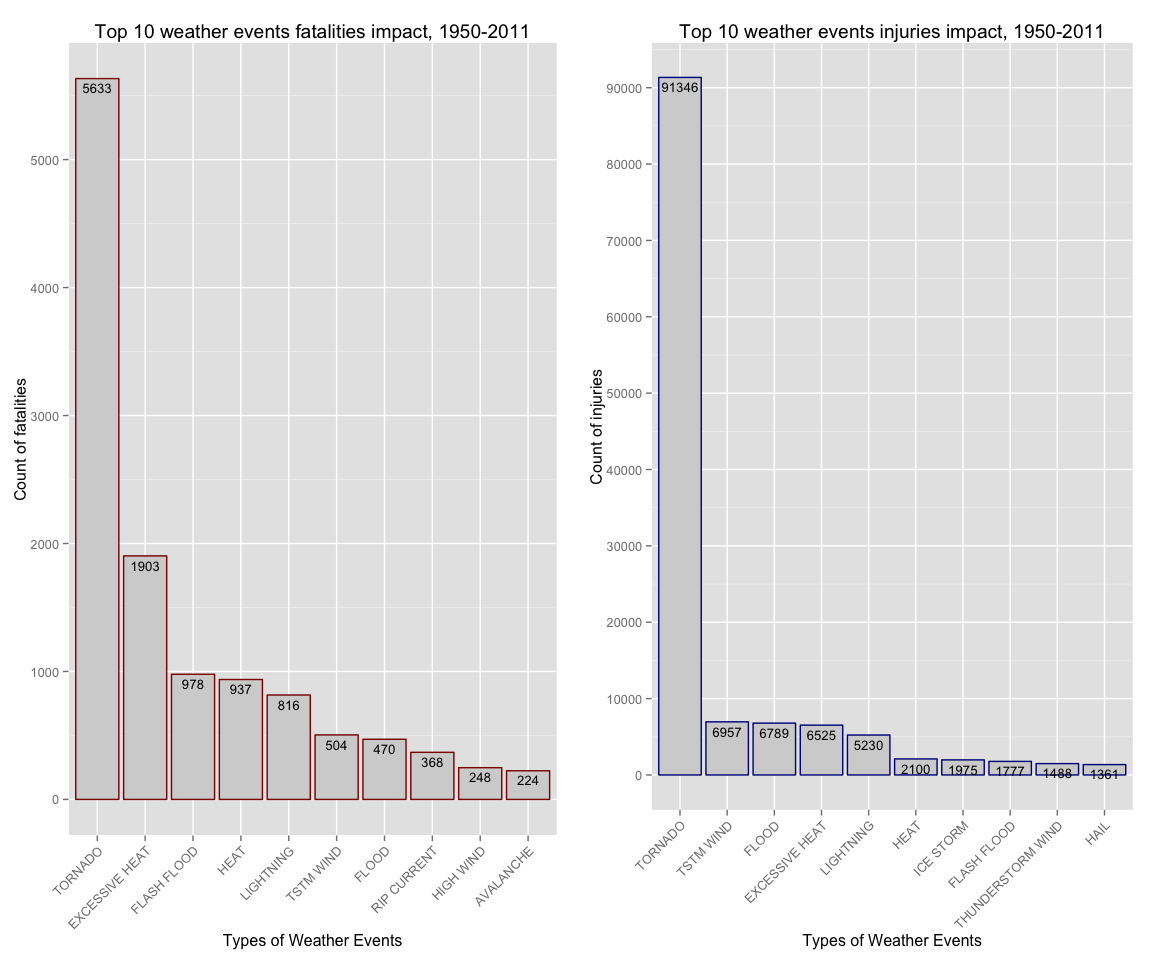 Top 10 weather events fatalities impact, 1950-2011
5633
5000
4000
3000
2000
1000
0
Count of fatalities
1903
978
937
816
504
470
368
248
224
TORNADO
EXCESSIVE HEAT
FLASH FLOOD
HEAT
LIGHTNING
TSTM WIND
FLOOD
RIP CURRENT
HIGH WIND
AVALANCHE
Types of Weather Events
Top 10 weather events injuries impact, 1950-2011
91346
90000
80000
70000
60000
50000
40000
30000
20000
10000
0
Count of injuries
6957
6789
6525
5230
2100
1975
1777
1488
1361
TORNADO
TSTM WIND
FLOOD
EXCESSIVE HEAT
LIGHTNING
HEAT
ICE STORM
FLASH FLOOD
THUNDERSTORM WIND
HAIL
Types of Weather Events